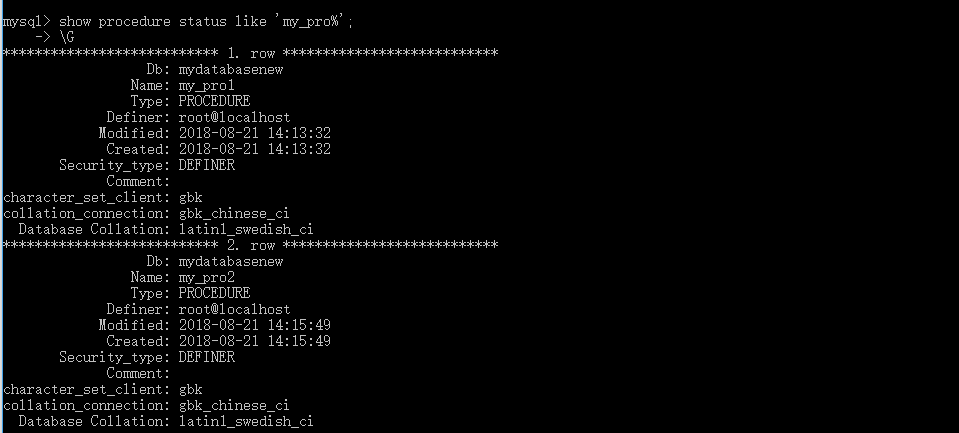 mysql> show procedure status like 'my_pro%';
    -> \G
*************************** 1. row ***************************
                  Db: mydatabasenew
                Name: my_pro1
                Type: PROCEDURE
             Definer: root@localhost
            Modified: 2018-08-21 14:13:32
             Created: 2018-08-21 14:13:32
       Security_type: DEFINER
             Comment:
character_set_client: gbk
collation_connection: gbk_chinese_ci
  Database Collation: latin1_swedish_ci
*************************** 2. row ***************************
                  Db: mydatabasenew
                Name: my_pro2
                Type: PROCEDURE
             Definer: root@localhost
            Modified: 2018-08-21 14:15:49
             Created: 2018-08-21 14:15:49
       Security_type: DEFINER
             Comment:
character_set_client: gbk
collation_connection: gbk_chinese_ci
  Database Collation: latin1_swedish_ci